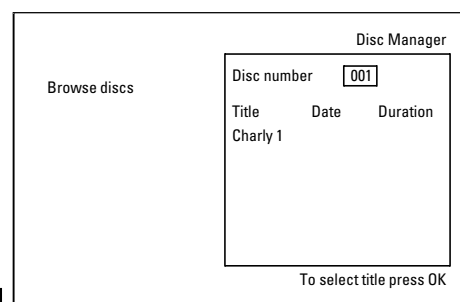 Disc Manager
Browse discs
Disc number 001
Title Date Duration
Charly 1
To select title press OK